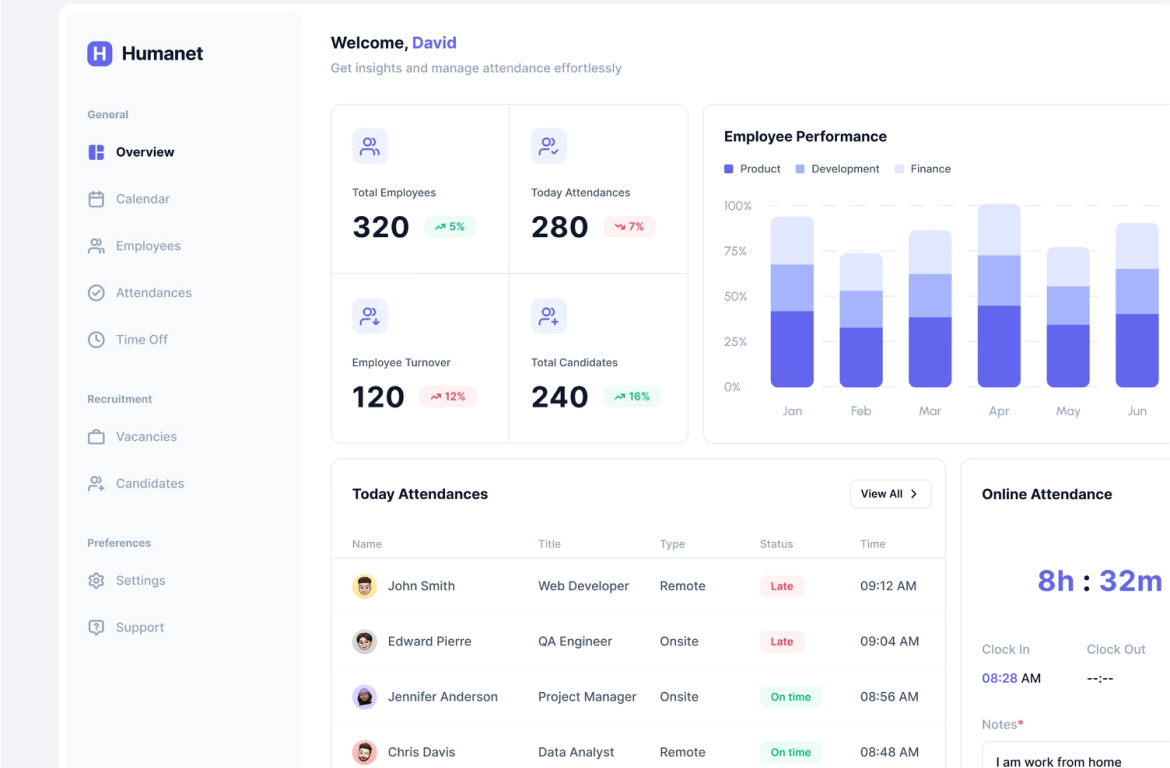 H Humanet
General
Overview
Calendar
Employees
Attendances
Time Off
Recruitment
Vacancies
Candidates
Preferences
Settings
Support
Welcome, David
Get insights and manage attendance effortlessly
Total Employees
320 5%
Today Attendances
280 7%
Employee Turnover
120 12%
Total Candidates
240 16%
Employee Performance
Product Development Finance
100%
75%
50%
25%
0%
Jan Feb Mar Apr May Jun
Today Attendances View All
Name Title Type Status Time
John Smith Web Developer Remote Late 09:12 AM
Edward Pierre QA Engineer Onsite Late 09:04 AM
Jennifer Anderson Project Manager Onsite On time 08:56 AM
Chris Davis Data Analyst Remote On time 08:48 AM
Online Attendance
8h : 32m
Clock In Clock Out
08:28 AM --:--
Notes*
I am work from home